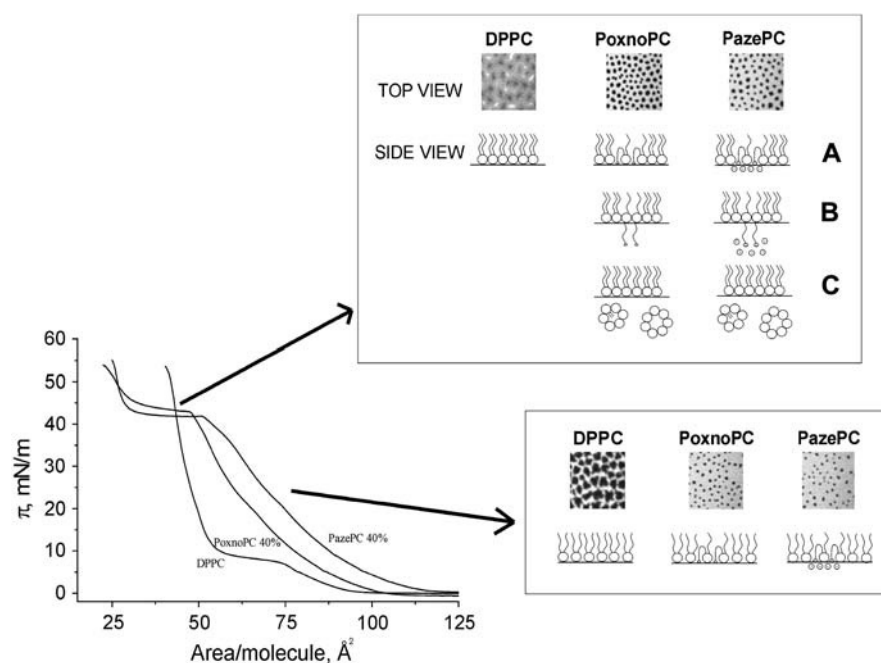 DPPC PoxnoPC PazePC
TOP VIEW
SIDE VIEW
A
B
C
60
50
40
30
20
10
0
π, mN/m
PazePC 40%
PoxnoPC 40%
DPPC
25 50 75 100 125
Area/molecule, Å²
DPPC PoxnoPC PazePC